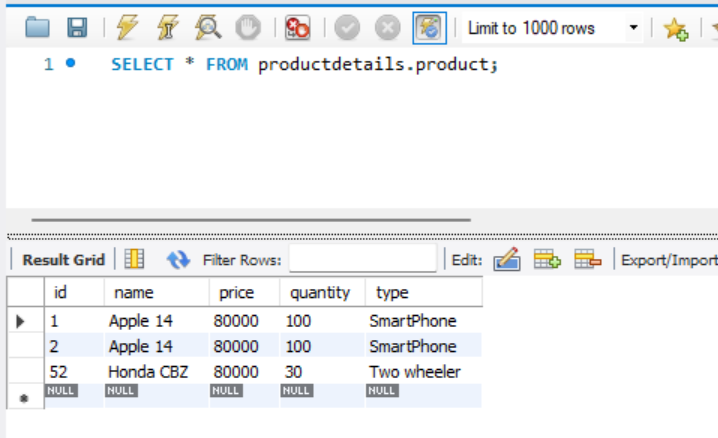 Limit to 1000 rows
1 SELECT * FROM productdetails.product;
Result Grid Filter Rows: Edit: Export/Import
id name price quantity type
1 Apple 14 80000 100 SmartPhone
2 Apple 14 80000 100 SmartPhone
52 Honda CBZ 80000 30 Two wheeler
NULL NULL NULL NULL NULL